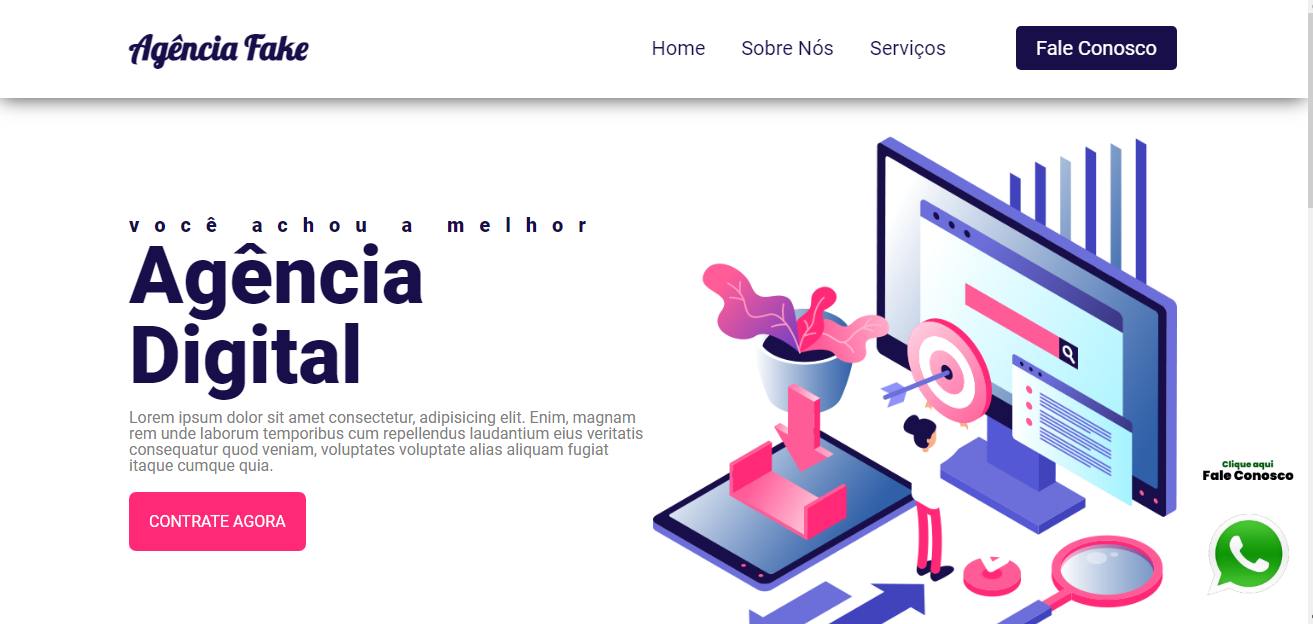 Agência Fake
Home
Sobre Nós
Serviços
Fale Conosco
você achou a melhor
Agência
Digital
Lorem ipsum dolor sit amet consectetur, adipisicing elit. Enim, magnam
rem unde laborum temporibus cum repellendus laudantium eius veritatis
consequatur quod veniam, voluptates voluptate alias aliquam fugiat
itaque cumque quia.
CONTRATE AGORA
Clique aqui
Fale Conosco